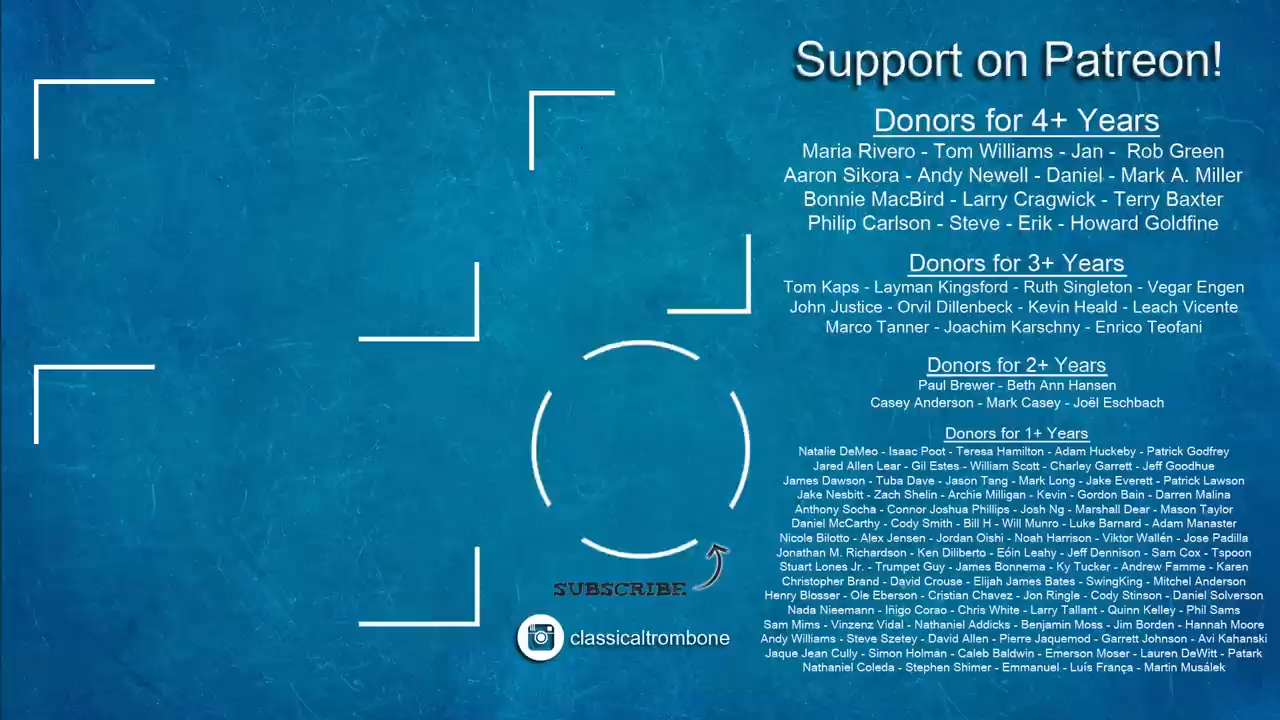 Support on Patreon!
Donors for 4+ Years
Maria Rivero - Tom Williams - Jan - Rob Green
Aaron Sikora - Andy Newell - Daniel - Mark A. Miller
Bonnie MacBird - Larry Cragwick - Terry Baxter
Philip Carlson - Steve - Erik - Howard Goldfine
Donors for 3+ Years
Tom Kaps - Layman Kingsford - Ruth Singleton - Vegar Engen
John Justice - Orvil Dillenbeck - Kevin Heald - Leach Vicente
Marco Tanner - Joachim Karschny - Enrico Teofani
Donors for 2+ Years
Paul Brewer - Beth Ann Hansen
Casey Anderson - Mark Casey - Joël Eschbach
Donors for 1+ Years
Natalie DeMeo - Isaac Poot - Teresa Hamilton - Adam Huckeby - Patrick Godfrey
Jared Allen Lear - Gil Estes - William Scott - Charley Garrett - Jeff Goodhue
James Dawson - Tuba Dave - Jason Tang - Mark Long - Jake Everett - Patrick Lawson
Jake Nesbitt - Zach Shelin - Archie Milligan - Kevin - Gordon Bain - Darren Malina
Anthony Socha - Connor Joshua Phillips - Josh Ng - Marshall Dear - Mason Taylor
Daniel McCarthy - Cody Smith - Bill H - Will Munro - Luke Barnard - Adam Manaster
Nicole Bilotto - Alex Jensen - Jordan Oishi - Noah Harrison - Viktor Wallén - Jose Padilla
Jonathan M. Richardson - Ken Diliberto - Eóin Leahy - Jeff Dennison - Sam Cox - Tspoon
Stuart Lones Jr. - Trumpet Guy - James Bonnema - Ky Tucker - Andrew Famme - Karen
Christopher Brand - David Crouse - Elijah James Bates - SwingKing - Mitchel Anderson
Henry Blosser - Ole Eberson - Cristian Chavez - Jon Ringle - Cody Stinson - Daniel Solverson
Nada Nieemann - Iñigo Corao - Chris White - Larry Tallant - Quinn Kelley - Phil Sams
Sam Mims - Vinzenz Vidal - Nathaniel Addicks - Benjamin Moss - Jim Borden - Hannah Moore
Andy Williams - Steve Szetey - David Allen - Pierre Jaquemod - Garrett Johnson - Avi Kahanski
Jaque Jean Cully - Simon Holman - Caleb Baldwin - Emerson Moser - Lauren DeWitt - Patark
Nathaniel Coleda - Stephen Shimer - Emmanuel - Luís França - Martin Musálek
SUBSCRIBE
classicaltrombone